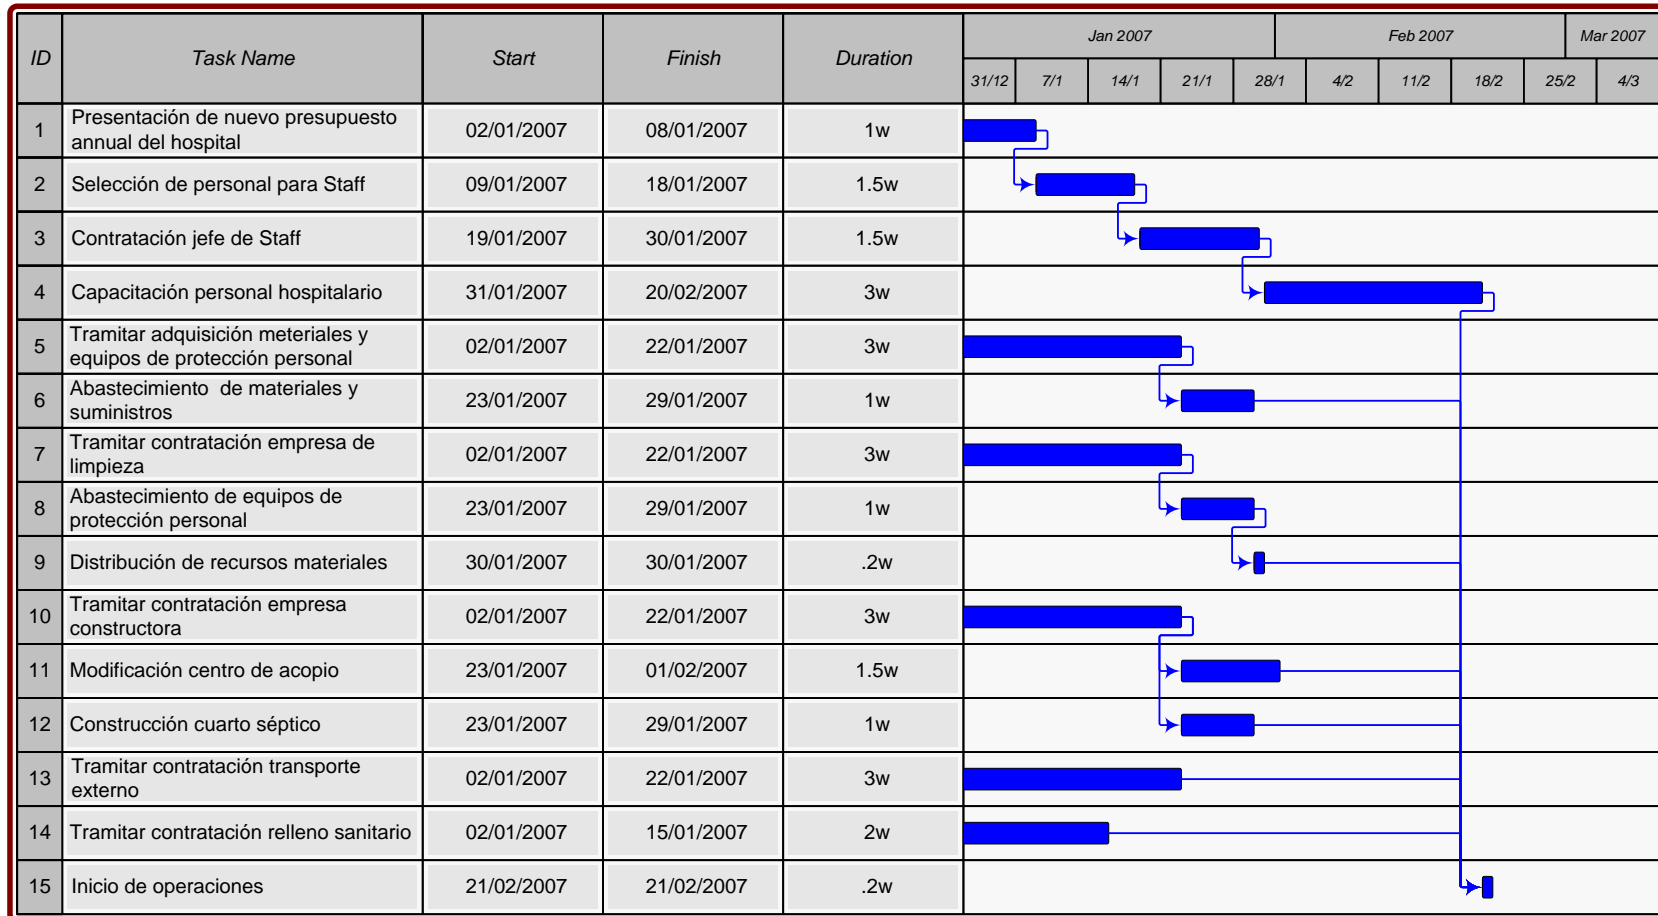 ID Task Name Start Finish Duration Jan 2007 Feb 2007 Mar 2007
31/12 7/1 14/1 21/1 28/1 4/2 11/2 18/2 25/2 4/3
1 Presentación de nuevo presupuesto
annual del hospital 02/01/2007 08/01/2007 1w
2 Selección de personal para Staff 09/01/2007 18/01/2007 1.5w
3 Contratación jefe de Staff 19/01/2007 30/01/2007 1.5w
4 Capacitación personal hospitalario 31/01/2007 20/02/2007 3w
5 Tramitar adquisición meteriales y
equipos de protección personal 02/01/2007 22/01/2007 3w
6 Abastecimiento de materiales y
suministros 23/01/2007 29/01/2007 1w
7 Tramitar contratación empresa de
limpieza 02/01/2007 22/01/2007 3w
8 Abastecimiento de equipos de
protección personal 23/01/2007 29/01/2007 1w
9 Distribución de recursos materiales 30/01/2007 30/01/2007 .2w
10 Tramitar contratación empresa
constructora 02/01/2007 22/01/2007 3w
11 Modificación centro de acopio 23/01/2007 01/02/2007 1.5w
12 Construcción cuarto séptico 23/01/2007 29/01/2007 1w
13 Tramitar contratación transporte
externo 02/01/2007 22/01/2007 3w
14 Tramitar contratación relleno sanitario 02/01/2007 15/01/2007 2w
15 Inicio de operaciones 21/02/2007 21/02/2007 .2w